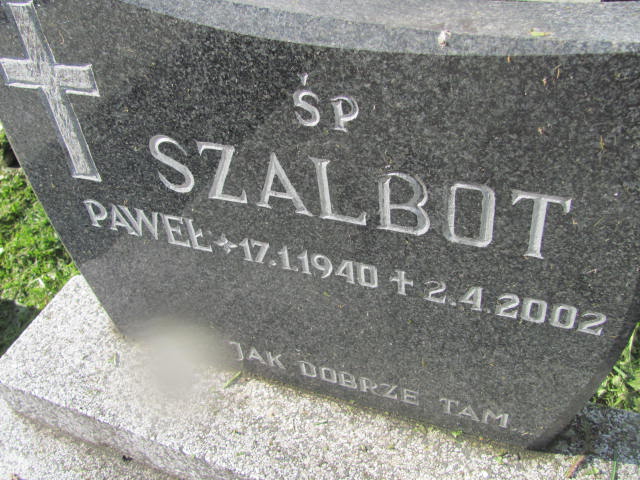 ŚP
SZALBOT
PAWEŁ 17.1.1940 † 2.4.2002
JAK DOBRZE TAM...